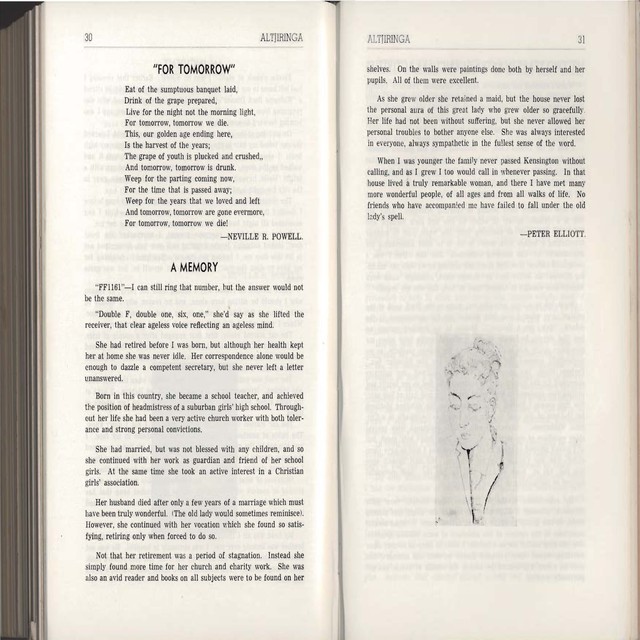 30 ALTJIRINGA
"FOR TOMORROW"
Eat of the sumptuous banquet laid,
Drink of the grape prepared,
Live for the night not the morning light,
For tomorrow, tomorrow we die.
This, our golden age ending here,
Is the harvest of the years;
The grape of youth is plucked and crushed,,
And tomorrow, tomorrow is drunk.
Weep for the parting coming now,
For the time that is passed away;
Weep for the years that we loved and left
And tomorrow, tomorrow are gone evermore,
For tomorrow, tomorrow we die!
—NEVILLE R. POWELL.
A MEMORY
"FF1161"—I can still ring that number, but the answer would not
be the same.
"Double F, double one, six, one," she'd say as she lifted the
receiver, that clear ageless voice reflecting an ageless mind.
She had retired before I was born, but although her health kept
her at home she was never idle. Her correspondence alone would be
enough to dazzle a competent secretary, but she never left a letter
unanswered.
Born in this country, she became a school teacher, and achieved
the position of headmistress of a suburban girls' high school. Through-
out her life she had been a very active church worker with both toler-
ance and strong personal convictions.
She had married, but was not blessed with any children, and so
she continued with her work as guardian and friend of her school
girls. At the same time she took an active interest in a Christian
girls' association.
Her husband died after only a few years of a marriage which must
have been truly wonderful. (The old lady would sometimes reminisce).
However, she continued with her vocation which she found so satis-
fying, retiring only when forced to do so.
Not that her retirement was a period of stagnation. Instead she
simply found more time for her church and charity work. She was
also an avid reader and books on all subjects were to be found on her
ALTJIRINGA 31
shelves. On the walls were paintings done both by herself and her
pupils. All of them were excellent.
As she grew older she retained a maid, but the house never lost
the personal aura of this great lady who grew older so gracefully.
Her life had not been without suffering, but she never allowed her
personal troubles to bother anyone else. She was always interested
in everyone, always sympathetic in the fullest sense of the word.
When I was younger the family never passed Kensington without
calling, and as I grew I too would call in whenever passing. In that
house lived a truly remarkable woman, and there I have met many
more wonderful people, of all ages and from all walks of life. No
friends who have accompanied me have failed to fall under the old
lady's spell.
—PETER ELLIOTT.